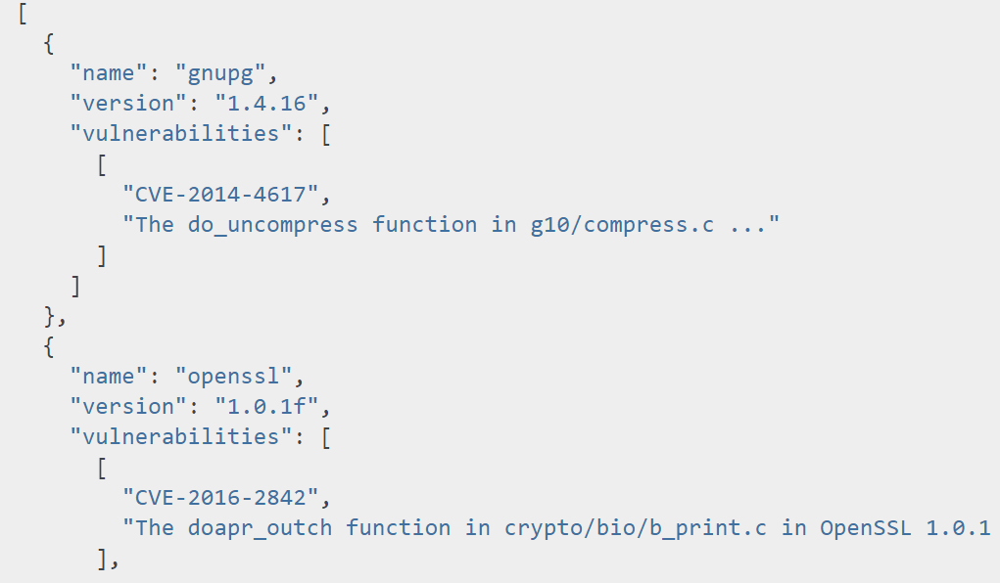 [
  {
    "name": "gnupg",
    "version": "1.4.16",
    "vulnerabilities": [
      [
        "CVE-2014-4617",
        "The do_uncompress function in g10/compress.c ..."
      ]
    ]
  },
  {
    "name": "openssl",
    "version": "1.0.1f",
    "vulnerabilities": [
      [
        "CVE-2016-2842",
        "The doapr_outch function in crypto/bio/b_print.c in OpenSSL 1.0.1
      ],